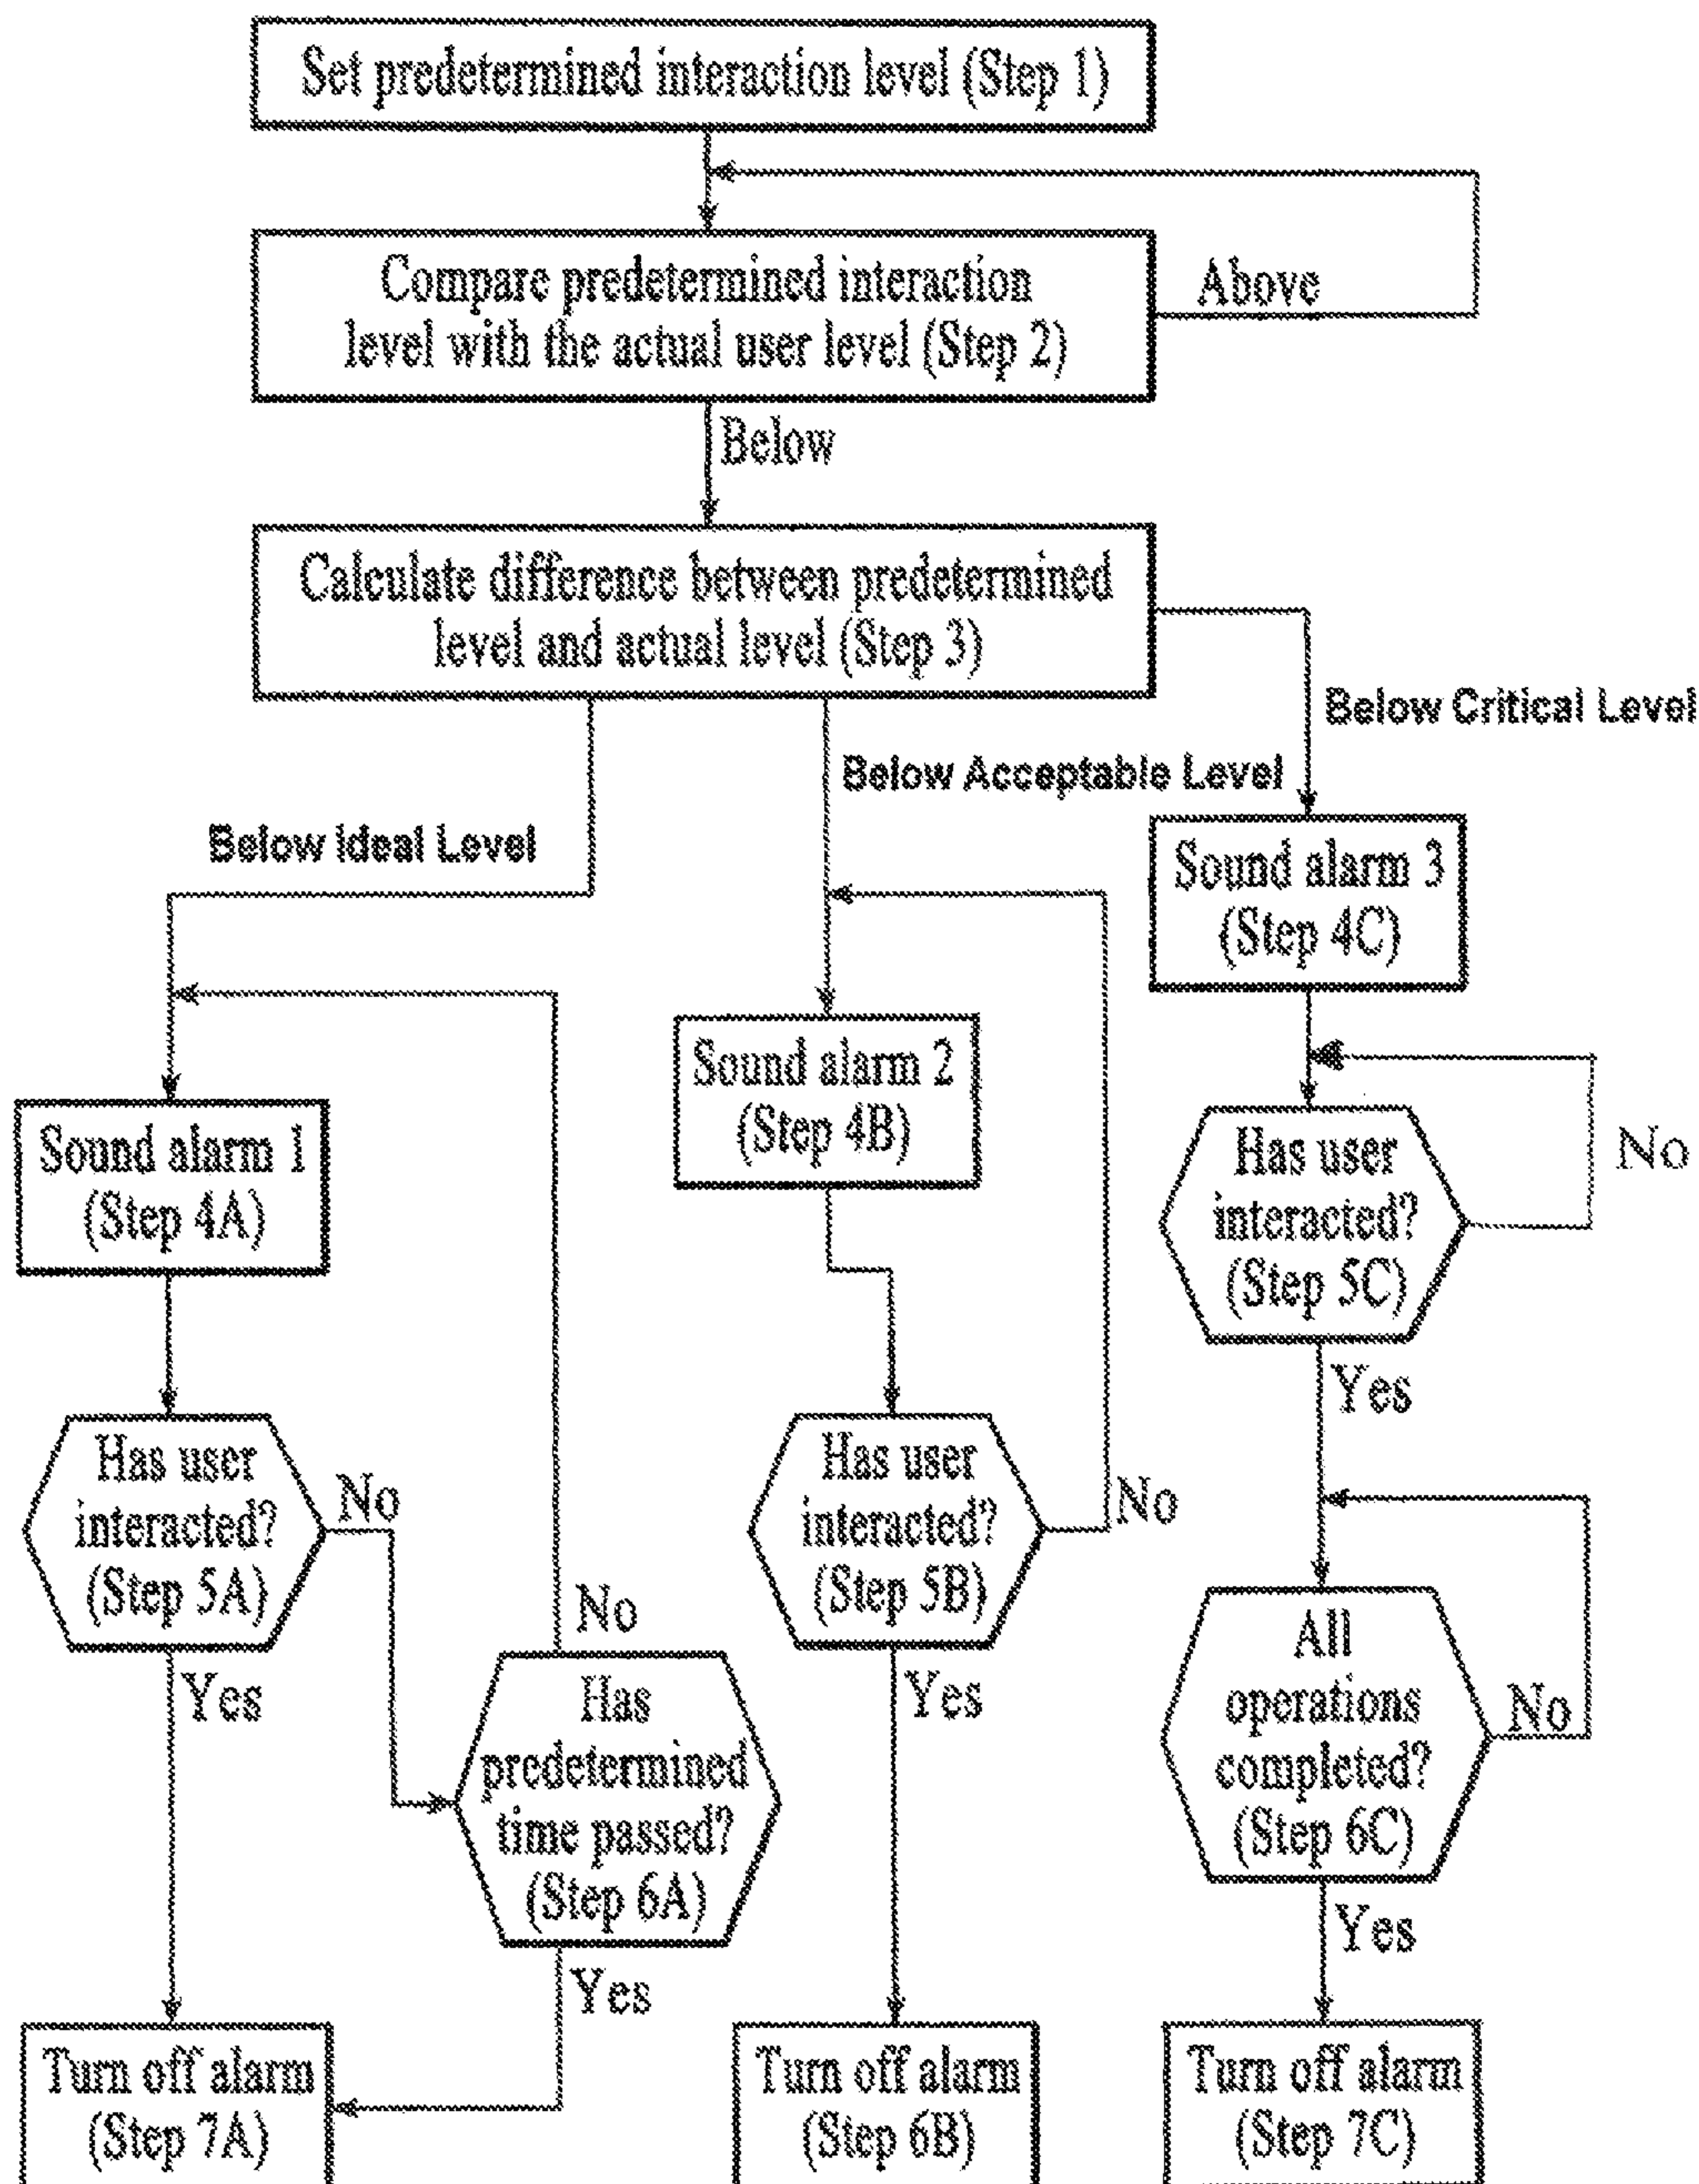 Set predetermined interaction level (Step 1)
Compare predetermined interaction
level with the actual user level (Step 2)
Above
Below
Calculate difference between predetermined
level and actual level (Step 3)
Below Critical Level
Below Acceptable Level
Below Ideal Level
Sound alarm 3
(Step 4C)
Sound alarm 2
(Step 4B)
Sound alarm 1
(Step 4A)
Has user
interacted?
(Step 5C)
No
Yes
Has user
interacted?
(Step 5A)
No
Yes
Has user
interacted?
(Step 5B)
No
Yes
No
Has
predetermined
time passed?
(Step 6A)
Yes
All
operations
completed?
(Step 6C)
No
Yes
Turn off alarm
(Step 7A)
Turn off alarm
(Step 6B)
Turn off alarm
(Step 7C)